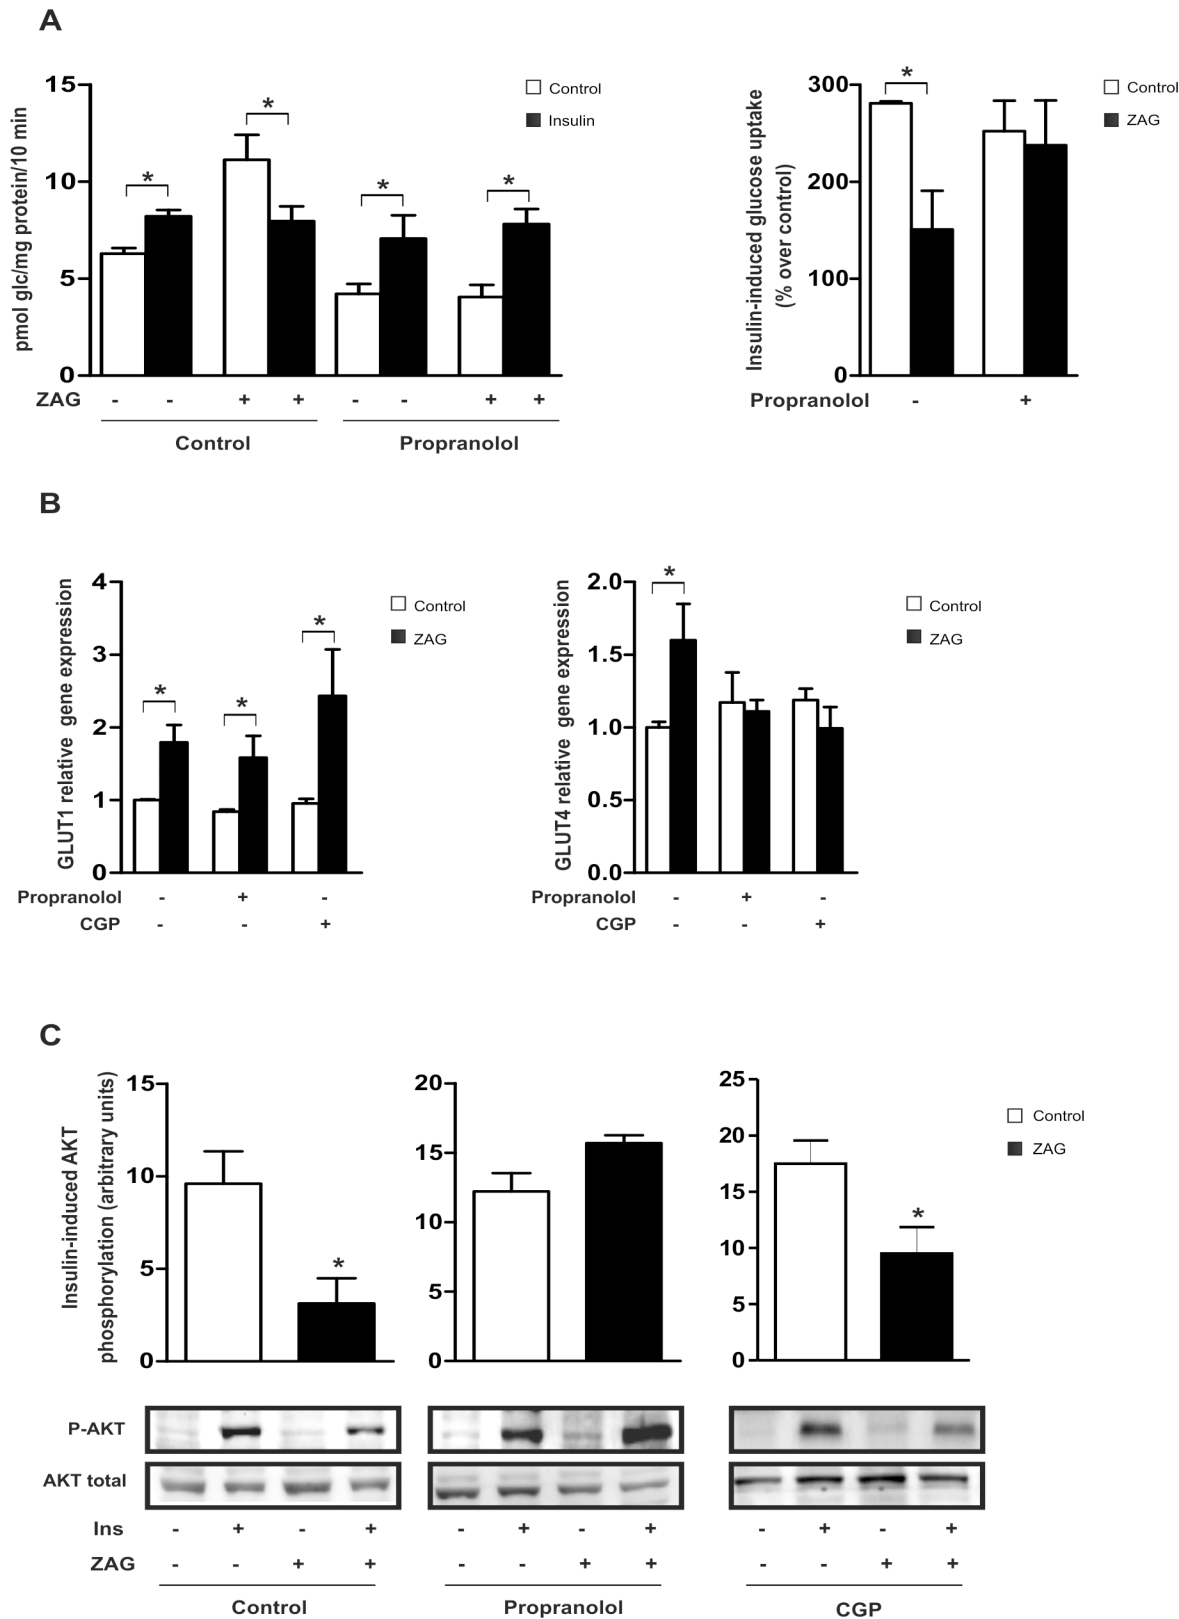 A
15
10
5
0
pmol glc/mg protein/10 min
Control
Insulin
* * * *
ZAG - - + + - - + +
Control Propranolol
300
200
100
0
Insulin-induced glucose uptake
(% over control)
Control
ZAG
*
Propranolol - +
B
4
3
2
1
0
GLUT1 relative gene expression
Control
ZAG
* * *
Propranolol - + -
CGP - - +
2.0
1.5
1.0
0.5
0.0
GLUT4 relative gene expression
Control
ZAG
*
Propranolol - + -
CGP - - +
C
Insulin-induced AKT
phosphorylation (arbitrary units)
15
10
5
0
*
20
15
10
5
0
25
20
15
10
5
0
*
Control
ZAG
P-AKT
AKT total
Ins - + - + - + - + - + - +
ZAG - - + + - - + + - - + +
Control Propranolol CGP